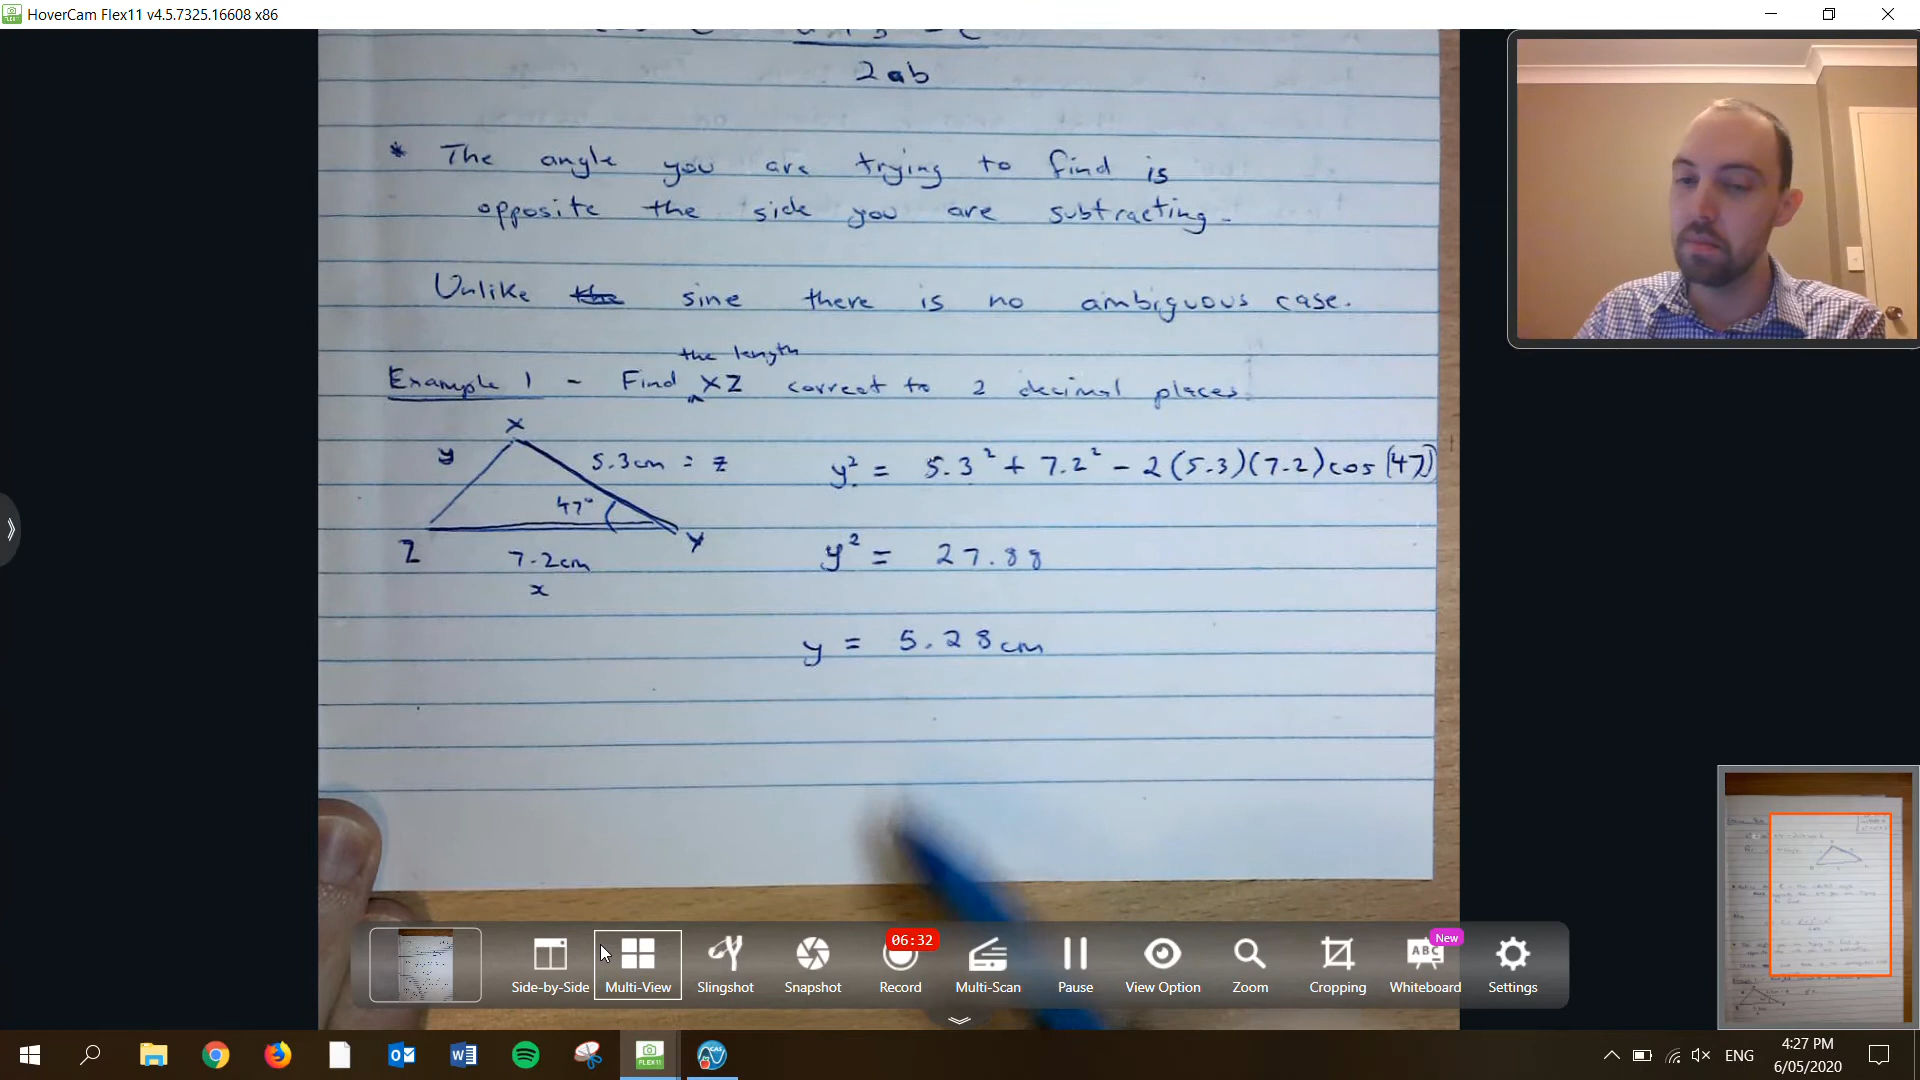 HoverCam Flex11 v4.5.7325.16608 x86
2ab
* The angle you are trying to find is
opposite the side you are subtracting.
Unlike the sine there is no ambiguous case.
the length
Example 1 - Find XZ correct to 2 decimal places.
X
y
5.3cm = z
y² = 5.3² + 7.2² - 2(5.3)(7.2)cos(47)
47°
Z
Y
7.2cm
x
y² = 27.88
y = 5.28cm
06:32
New
ABC
Side-by-Side Multi-View Slingshot Snapshot Record Multi-Scan Pause View Option Zoom Cropping Whiteboard Settings
FLEX11
ENG
4:27 PM
6/05/2020